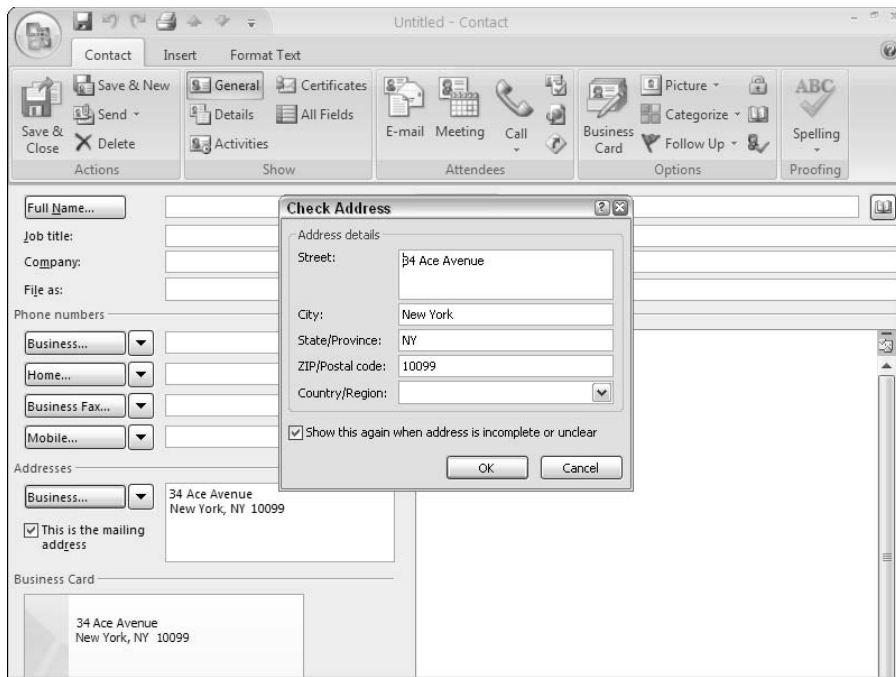 Untitled - Contact
Contact Insert Format Text
Save & Close
Save & New
Send
Delete
Actions
General
Details
Activities
Certificates
All Fields
Show
E-mail
Meeting
Call
Attendees
Business Card
Picture
Categorize
Follow Up
Options
ABC
Spelling
Proofing
Full Name...
Job title:
Company:
File as:
Phone numbers
Business...
Home...
Business Fax...
Mobile...
Addresses
Business...
34 Ace Avenue
New York, NY 10099
This is the mailing
address
Business Card
34 Ace Avenue
New York, NY 10099
Check Address
Address details
Street: 34 Ace Avenue
City: New York
State/Province: NY
ZIP/Postal code: 10099
Country/Region:
Show this again when address is incomplete or unclear
OK Cancel